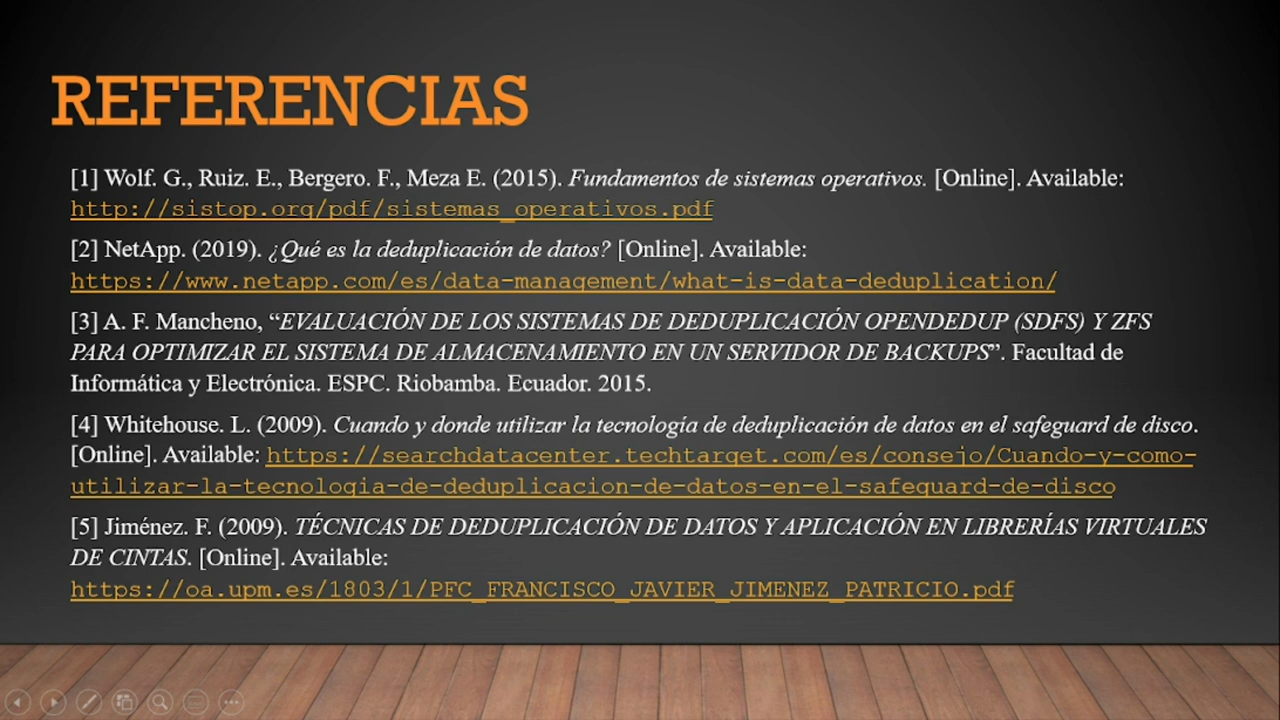 REFERENCIAS
[1] Wolf. G., Ruiz. E., Bergero. F., Meza E. (2015). Fundamentos de sistemas operativos. [Online]. Available:
http://sistop.org/pdf/sistemas_operativos.pdf
[2] NetApp. (2019). ¿Qué es la deduplicación de datos? [Online]. Available:
https://www.netapp.com/es/data-management/what-is-data-deduplication/
[3] A. F. Mancheno, “EVALUACIÓN DE LOS SISTEMAS DE DEDUPLICACIÓN OPENDEDUP (SDFS) Y ZFS
PARA OPTIMIZAR EL SISTEMA DE ALMACENAMIENTO EN UN SERVIDOR DE BACKUPS”. Facultad de
Informática y Electrónica. ESPC. Riobamba. Ecuador. 2015.
[4] Whitehouse. L. (2009). Cuando y donde utilizar la tecnología de deduplicación de datos en el safeguard de disco.
[Online]. Available: https://searchdatacenter.techtarget.com/es/consejo/Cuando-y-como-
utilizar-la-tecnologia-de-deduplicacion-de-datos-en-el-safeguard-de-disco
[5] Jiménez. F. (2009). TÉCNICAS DE DEDUPLICACIÓN DE DATOS Y APLICACIÓN EN LIBRERÍAS VIRTUALES
DE CINTAS. [Online]. Available:
https://oa.upm.es/1803/1/PFC_FRANCISCO_JAVIER_JIMENEZ_PATRICIO.pdf